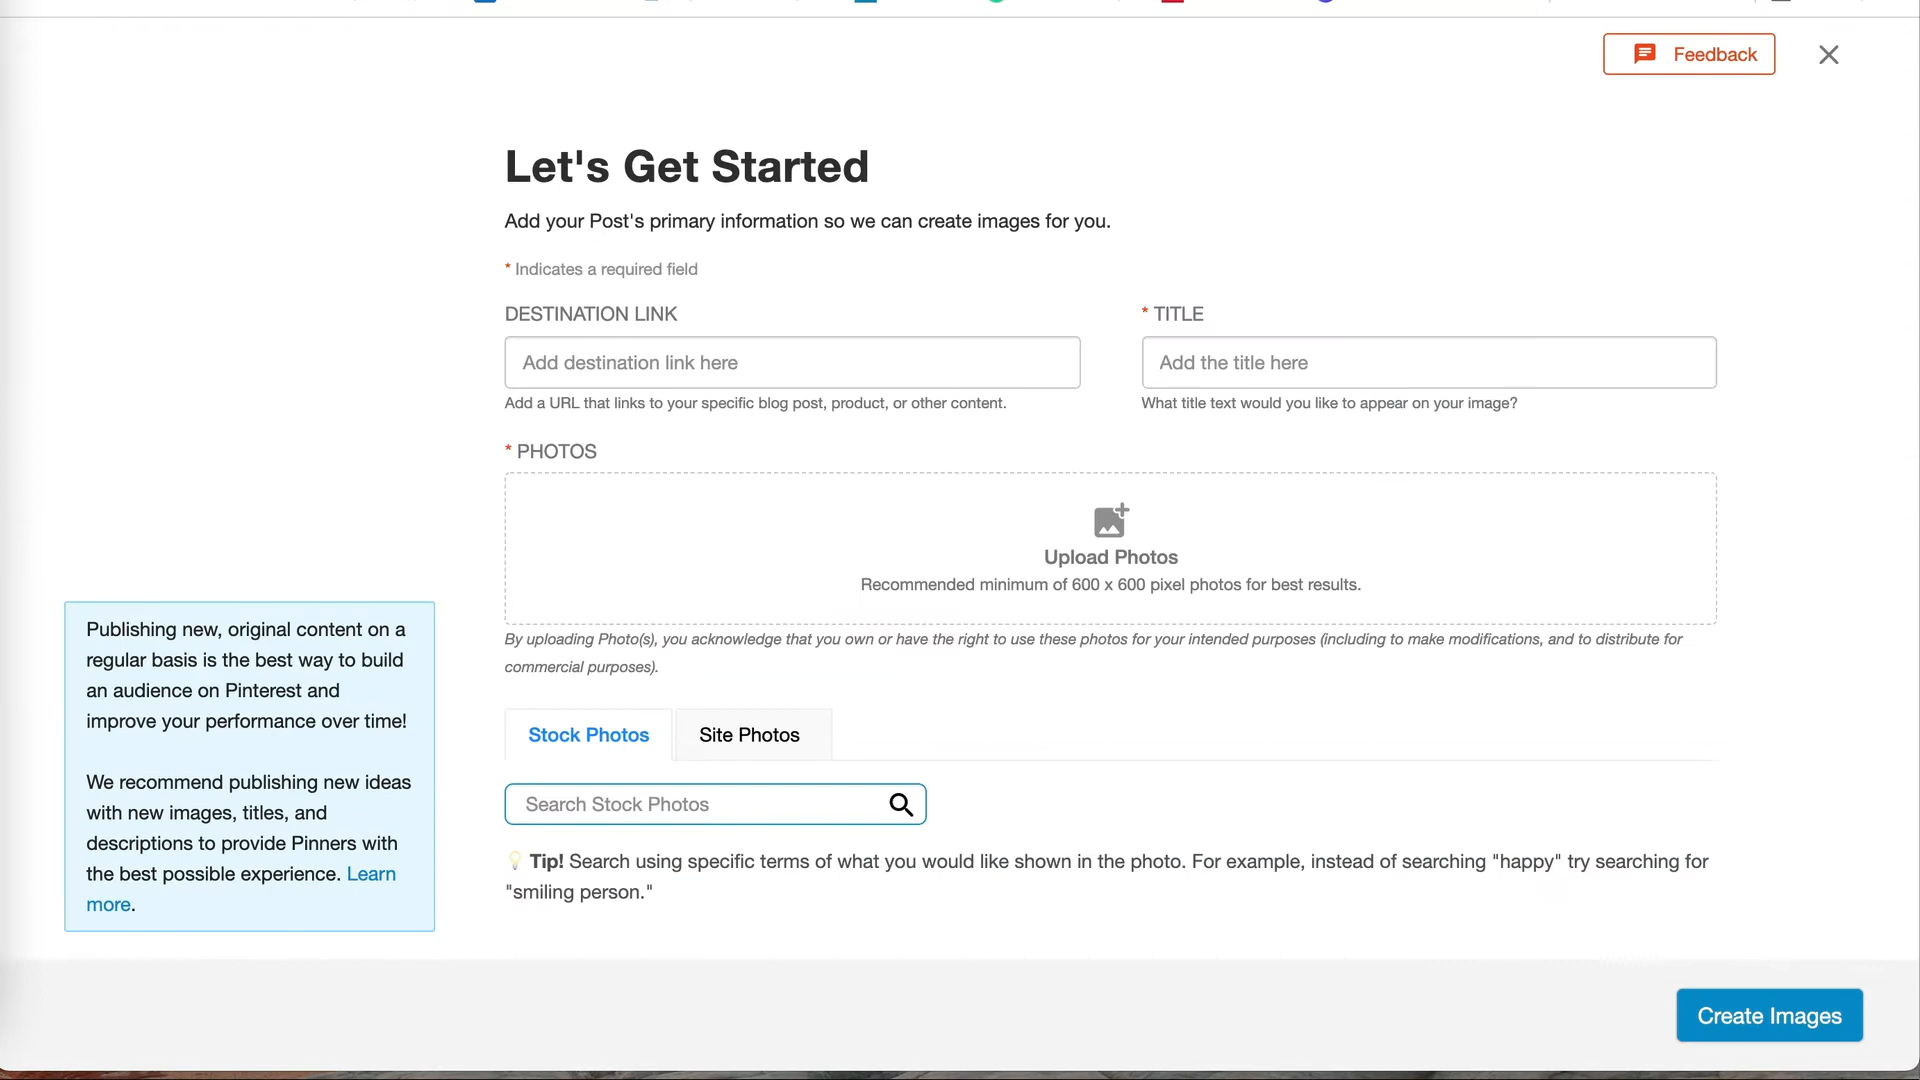 Feedback
Let's Get Started
Add your Post's primary information so we can create images for you.
* Indicates a required field
DESTINATION LINK
* TITLE
Add destination link here
Add the title here
Add a URL that links to your specific blog post, product, or other content.
What title text would you like to appear on your image?
* PHOTOS
Upload Photos
Recommended minimum of 600 x 600 pixel photos for best results.
By uploading Photo(s), you acknowledge that you own or have the right to use these photos for your intended purposes (including to make modifications, and to distribute for
commercial purposes).
Publishing new, original content on a
regular basis is the best way to build
an audience on Pinterest and
improve your performance over time!
We recommend publishing new ideas
with new images, titles, and
descriptions to provide Pinners with
the best possible experience. Learn
more.
Stock Photos
Site Photos
Search Stock Photos
Tip! Search using specific terms of what you would like shown in the photo. For example, instead of searching "happy" try searching for
"smiling person."
Create Images